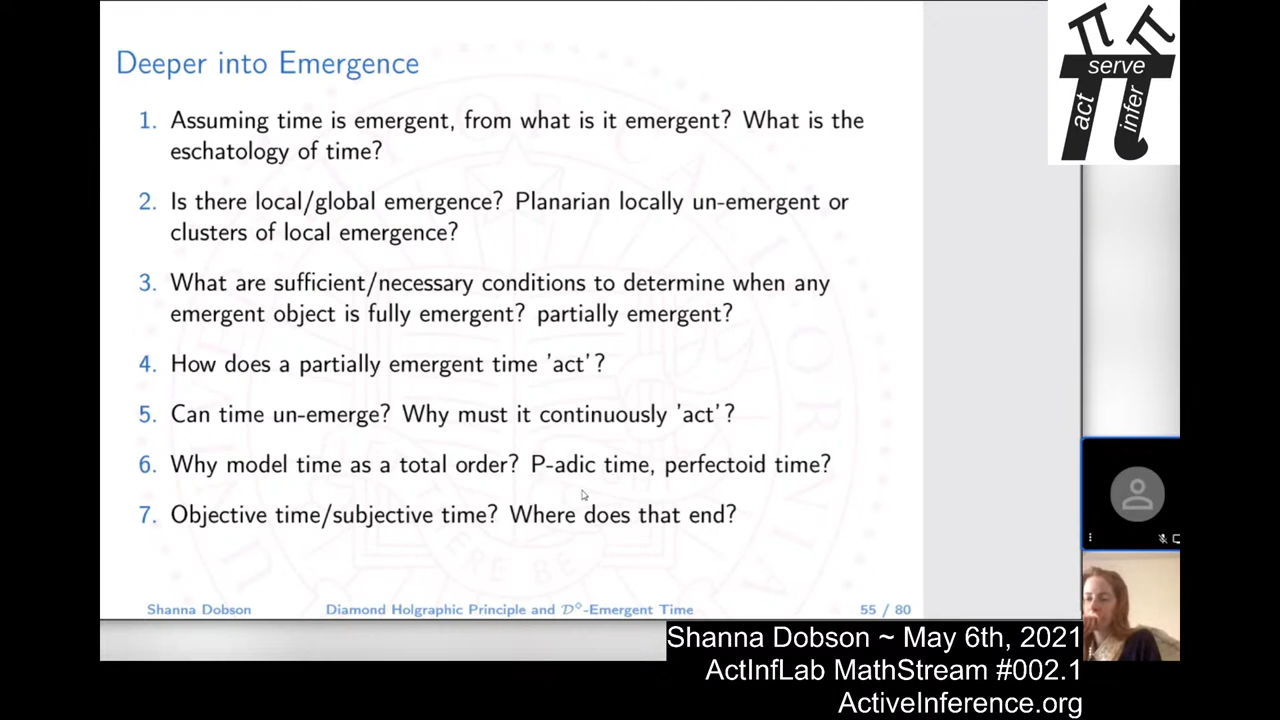 Deeper into Emergence
1. Assuming time is emergent, from what is it emergent? What is the
eschatology of time?
2. Is there local/global emergence? Planarian locally un-emergent or
clusters of local emergence?
3. What are sufficient/necessary conditions to determine when any
emergent object is fully emergent? partially emergent?
4. How does a partially emergent time 'act'?
5. Can time un-emerge? Why must it continuously 'act'?
6. Why model time as a total order? P-adic time, perfectoid time?
7. Objective time/subjective time? Where does that end?
Shanna Dobson Diamond Holgraphic Principle and 𝒟^◇-Emergent Time 55 / 80
serve
act
infer
Shanna Dobson ~ May 6th, 2021
ActInfLab MathStream #002.1
ActiveInference.org